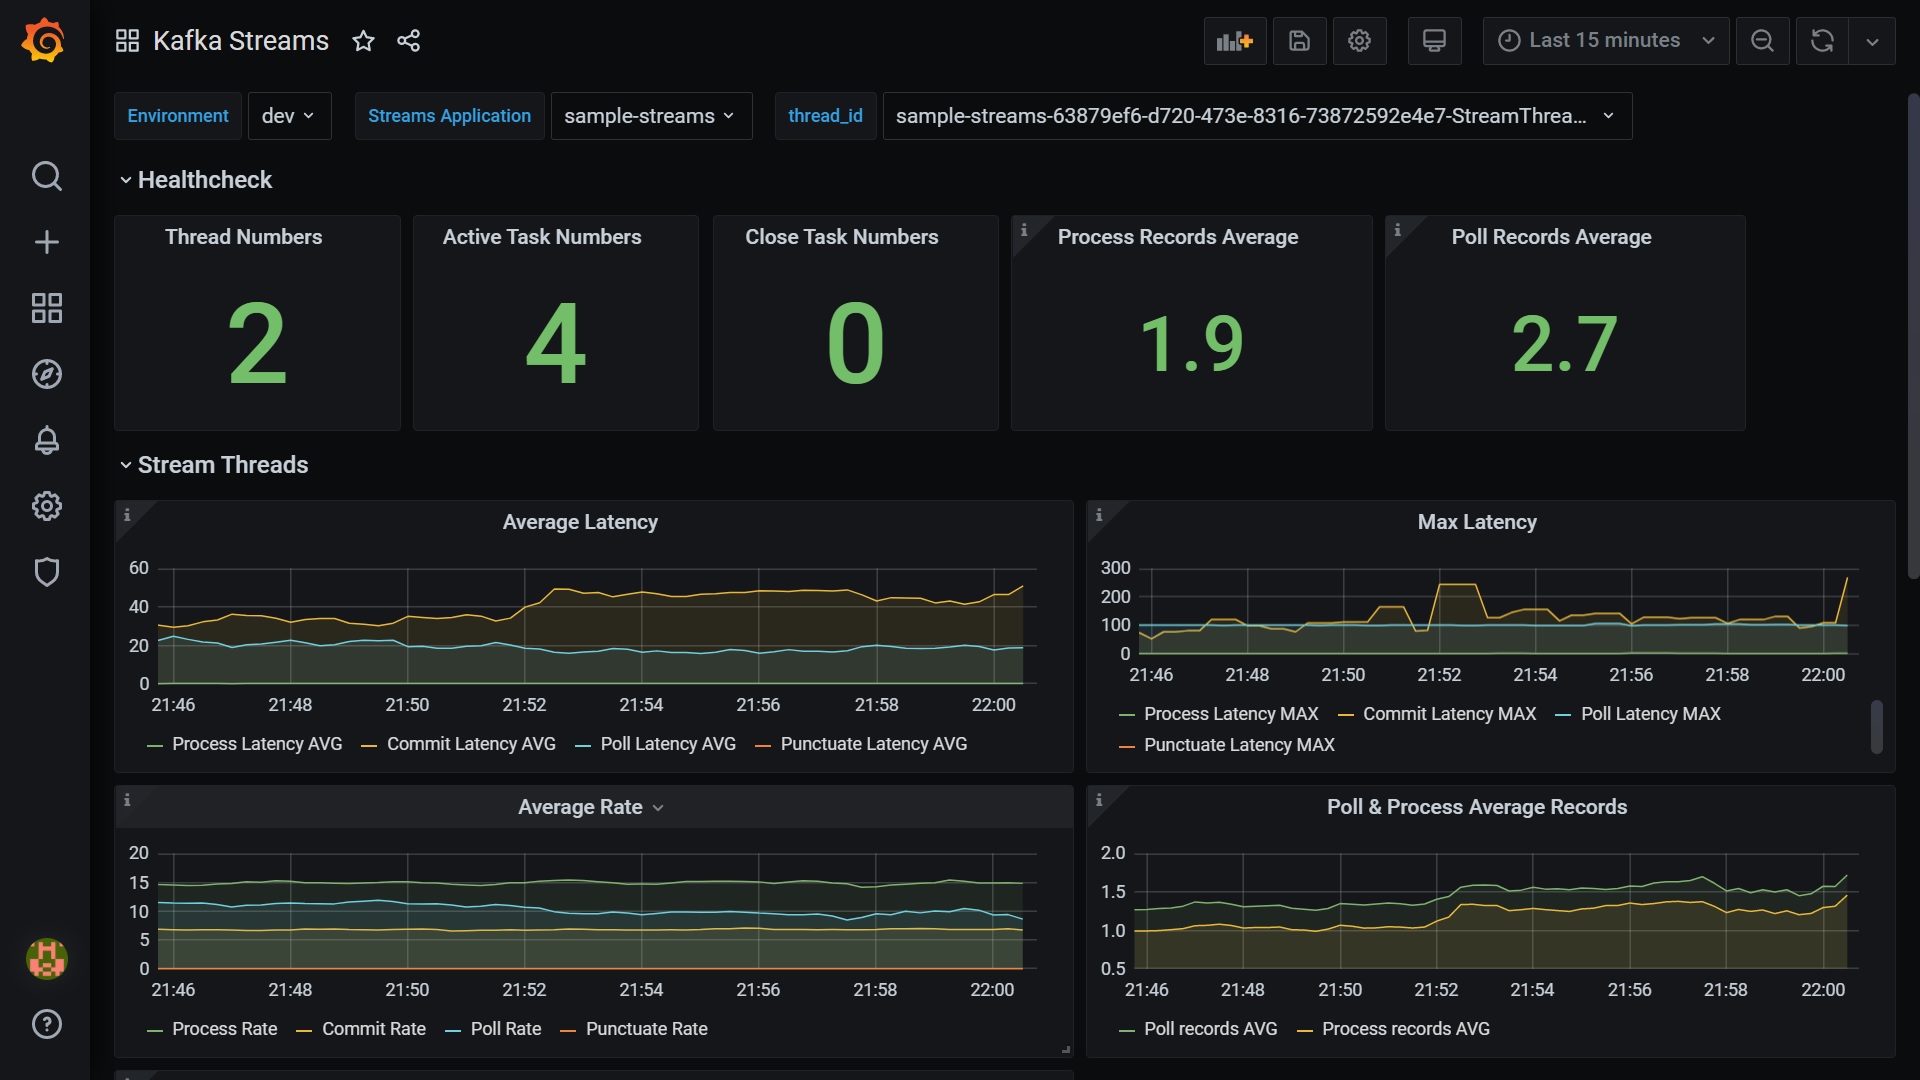 Kafka Streams
Last 15 minutes
Environment dev Streams Application sample-streams thread_id sample-streams-63879ef6-d720-473e-8316-73872592e4e7-StreamThrea...
Healthcheck
Thread Numbers
2
Active Task Numbers
4
Close Task Numbers
0
i
Process Records Average
1.9
i
Poll Records Average
2.7
Stream Threads
i
Average Latency
60
40
20
0
21:46 21:48 21:50 21:52 21:54 21:56 21:58 22:00
Process Latency AVG Commit Latency AVG Poll Latency AVG Punctuate Latency AVG
i
Max Latency
300
200
100
0
21:46 21:48 21:50 21:52 21:54 21:56 21:58 22:00
Process Latency MAX Commit Latency MAX Poll Latency MAX
Punctuate Latency MAX
i
Average Rate
20
15
10
5
0
21:46 21:48 21:50 21:52 21:54 21:56 21:58 22:00
Process Rate Commit Rate Poll Rate Punctuate Rate
i
Poll & Process Average Records
2.0
1.5
1.0
0.5
21:46 21:48 21:50 21:52 21:54 21:56 21:58 22:00
Poll records AVG Process records AVG